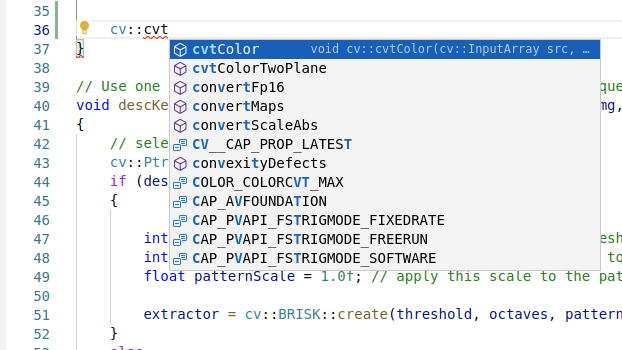 35
36 cv::cvt
37 }
cvtColor void cv::cvtColor(cv::InputArray src, …
38 cvtColorTwoPlane
39 // Use one convertFp16 que
40 void descKe convertMaps mg,
41 { convertScaleAbs
42 // sele CV__CAP_PROP_LATEST
43 cv::Ptr convexityDefects
44 if (des COLOR_COLORCVT_MAX
45 { CAP_AVFOUNDATION
46 CAP_PVAPI_FSTRIGMODE_FIXEDRATE
47 int CAP_PVAPI_FSTRIGMODE_FREERUN esh
48 int CAP_PVAPI_FSTRIGMODE_SOFTWARE to
49 float patternScale = 1.0f; // apply this scale to the pat
50
51 extractor = cv::BRISK::create(threshold, octaves, pattern
52 }